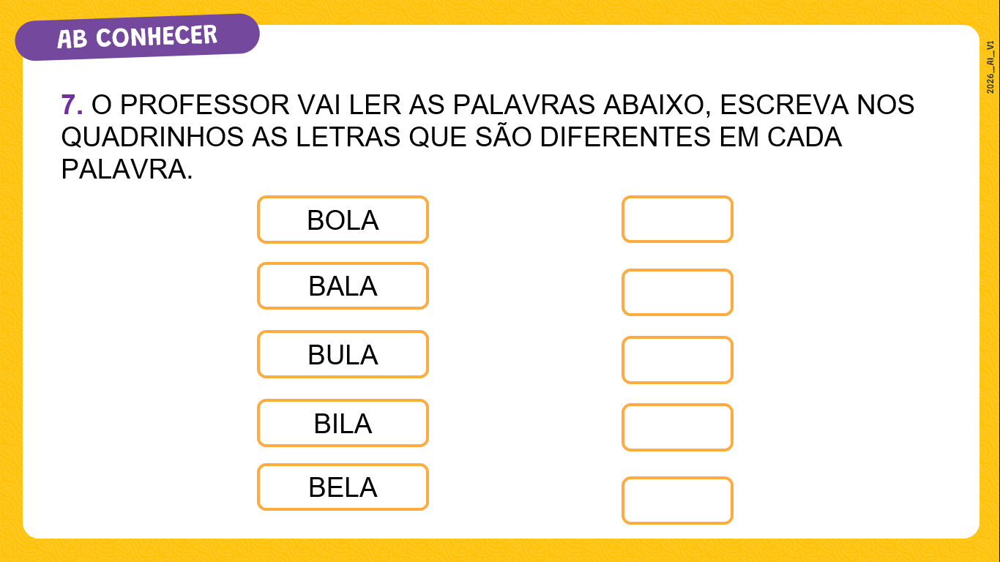 AB CONHECER
2026_AI_V1
7. O PROFESSOR VAI LER AS PALAVRAS ABAIXO, ESCREVA NOS
QUADRINHOS AS LETRAS QUE SÃO DIFERENTES EM CADA
PALAVRA.
BOLA
BALA
BULA
BILA
BELA